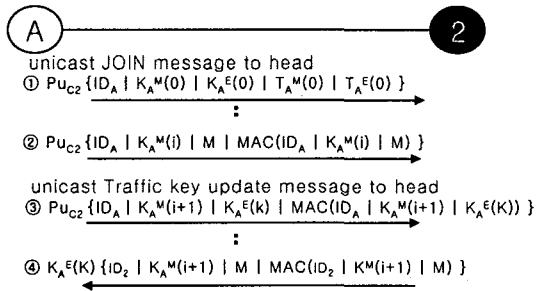 A 2
unicast JOIN message to head
① Pu_C2 {ID_A | K_A^M(0) | K_A^E(0) | T_A^M(0) | T_A^E(0) }
:
② Pu_C2 {ID_A | K_A^M(i) | M | MAC(ID_A | K_A^M(i) | M) }
unicast Traffic key update message to head
③ Pu_C2 {ID_A | K_A^M(i+1) | K_A^E(k) | MAC(ID_A | K_A^M(i+1) | K_A^E(K)) }
:
④ K_A^E(K) {ID_2 | K_A^M(i+1) | M | MAC(ID_2 | K^M(i+1) | M) }